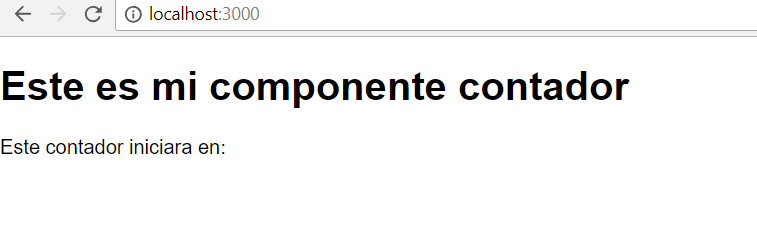 localhost:3000
Este es mi componente contador
Este contador iniciara en: